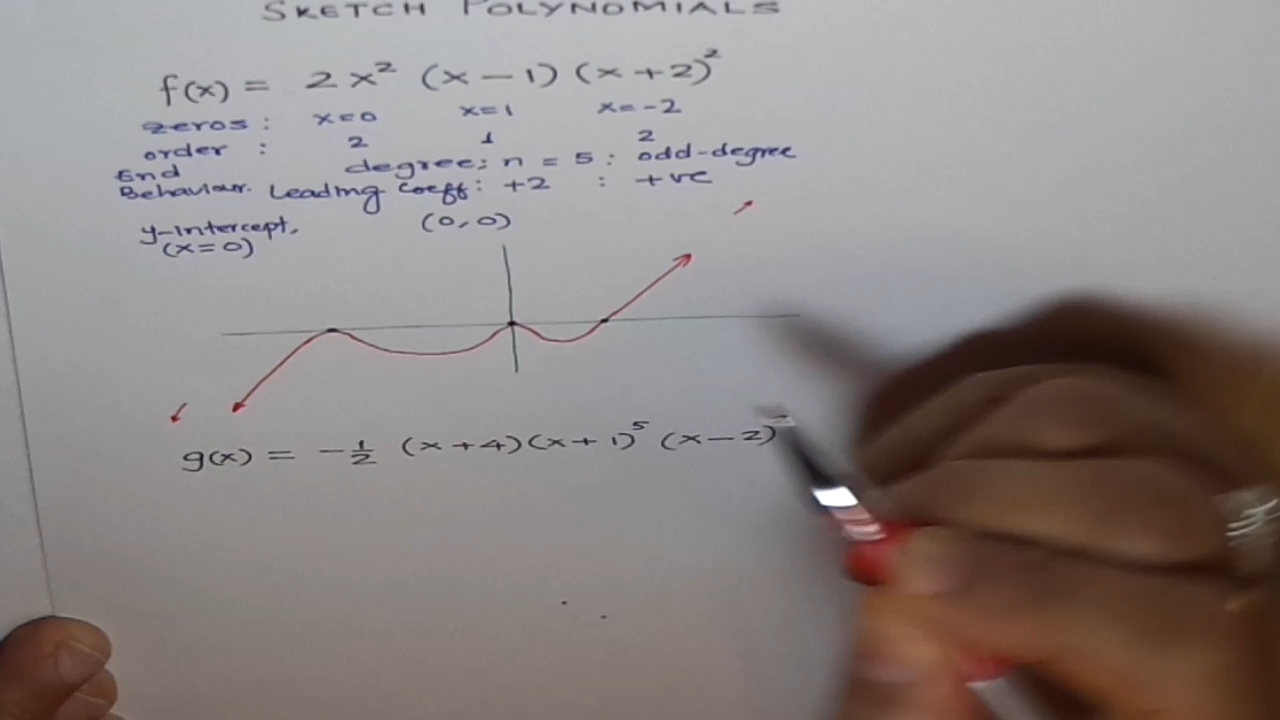 SKETCH POLYNOMIALS
f(x) = 2x² (x-1) (x+2)²
zeros : x=0 x=1 x=-2
order : 2 1 2
End degree; n = 5 : odd-degree
Behaviour. Leading Coeff: +2 : +ve
y-intercept, (0,0)
(x=0)
g(x) = -1/2 (x+4)(x+1)⁵ (x-2)